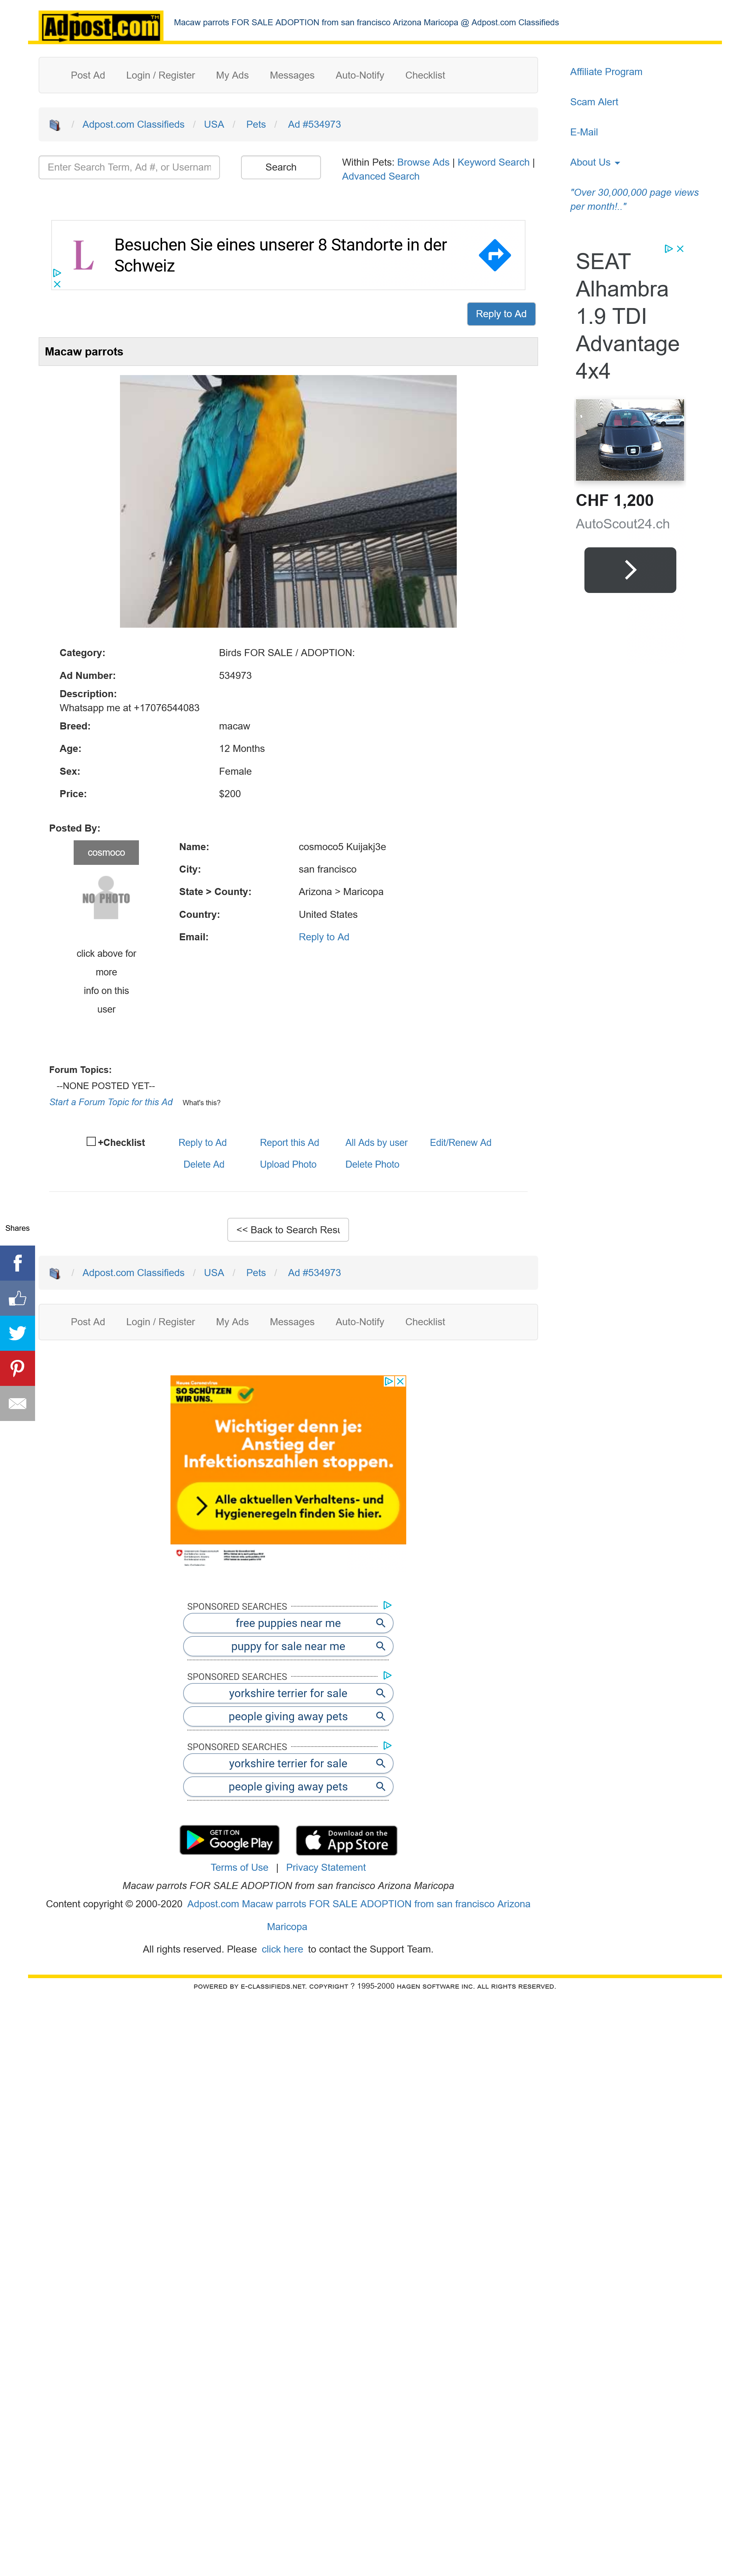 Adpost.com
Macaw parrots FOR SALE ADOPTION from san francisco Arizona Maricopa @ Adpost.com Classifieds
Post Ad Login / Register My Ads Messages Auto-Notify Checklist
/ Adpost.com Classifieds / USA / Pets / Ad #534973
Enter Search Term, Ad #, or Usernam
Search
Within Pets: Browse Ads | Keyword Search |
Advanced Search
Affiliate Program
Scam Alert
E-Mail
About Us
"Over 30,000,000 page views
per month!.."
L
Besuchen Sie eines unserer 8 Standorte in der
Schweiz
SEAT
Alhambra
1.9 TDI
Advantage
4x4
CHF 1,200
AutoScout24.ch
Reply to Ad
Macaw parrots
Category: Birds FOR SALE / ADOPTION:
Ad Number: 534973
Description:
Whatsapp me at +17076544083
Breed: macaw
Age: 12 Months
Sex: Female
Price: $200
Posted By:
cosmoco
NO PHOTO
click above for
more
info on this
user
Name: cosmoco5 Kuijakj3e
City: san francisco
State > County: Arizona > Maricopa
Country: United States
Email: Reply to Ad
Forum Topics:
--NONE POSTED YET--
Start a Forum Topic for this Ad What's this?
+Checklist Reply to Ad Report this Ad All Ads by user Edit/Renew Ad
Delete Ad Upload Photo Delete Photo
<< Back to Search Resu
Shares
/ Adpost.com Classifieds / USA / Pets / Ad #534973
Post Ad Login / Register My Ads Messages Auto-Notify Checklist
Neues Coronavirus
SO SCHÜTZEN
WIR UNS.
Wichtiger denn je:
Anstieg der
Infektionszahlen stoppen.
Alle aktuellen Verhaltens- und
Hygieneregeln finden Sie hier.
SPONSORED SEARCHES
free puppies near me
puppy for sale near me
SPONSORED SEARCHES
yorkshire terrier for sale
people giving away pets
SPONSORED SEARCHES
yorkshire terrier for sale
people giving away pets
GET IT ON
Google Play
Download on the
App Store
Terms of Use | Privacy Statement
Macaw parrots FOR SALE ADOPTION from san francisco Arizona Maricopa
Content copyright © 2000-2020 Adpost.com Macaw parrots FOR SALE ADOPTION from san francisco Arizona
Maricopa
All rights reserved. Please click here to contact the Support Team.
POWERED BY E-CLASSIFIEDS.NET. COPYRIGHT ? 1995-2000 HAGEN SOFTWARE INC. ALL RIGHTS RESERVED.